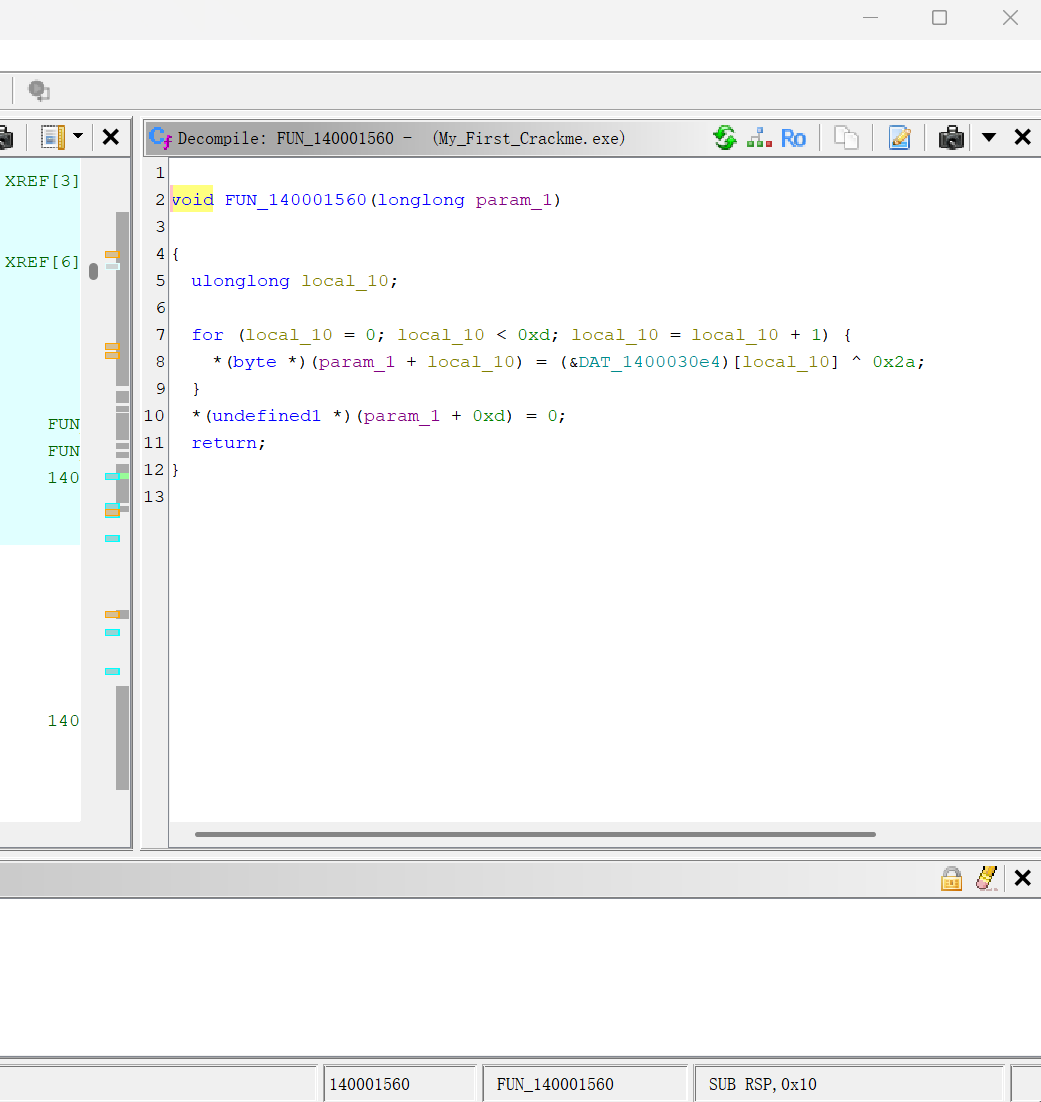 XREF[3]
XREF[6]
FUN
FUN
140
140
Decompile: FUN_140001560 - (My_First_Crackme.exe)
Ro
1
2 void FUN_140001560(longlong param_1)
3
4 {
5 ulonglong local_10;
6
7 for (local_10 = 0; local_10 < 0xd; local_10 = local_10 + 1) {
8 *(byte *)(param_1 + local_10) = (&DAT_1400030e4)[local_10] ^ 0x2a;
9 }
10 *(undefined1 *)(param_1 + 0xd) = 0;
11 return;
12 }
13
140001560
FUN_140001560
SUB RSP,0x10